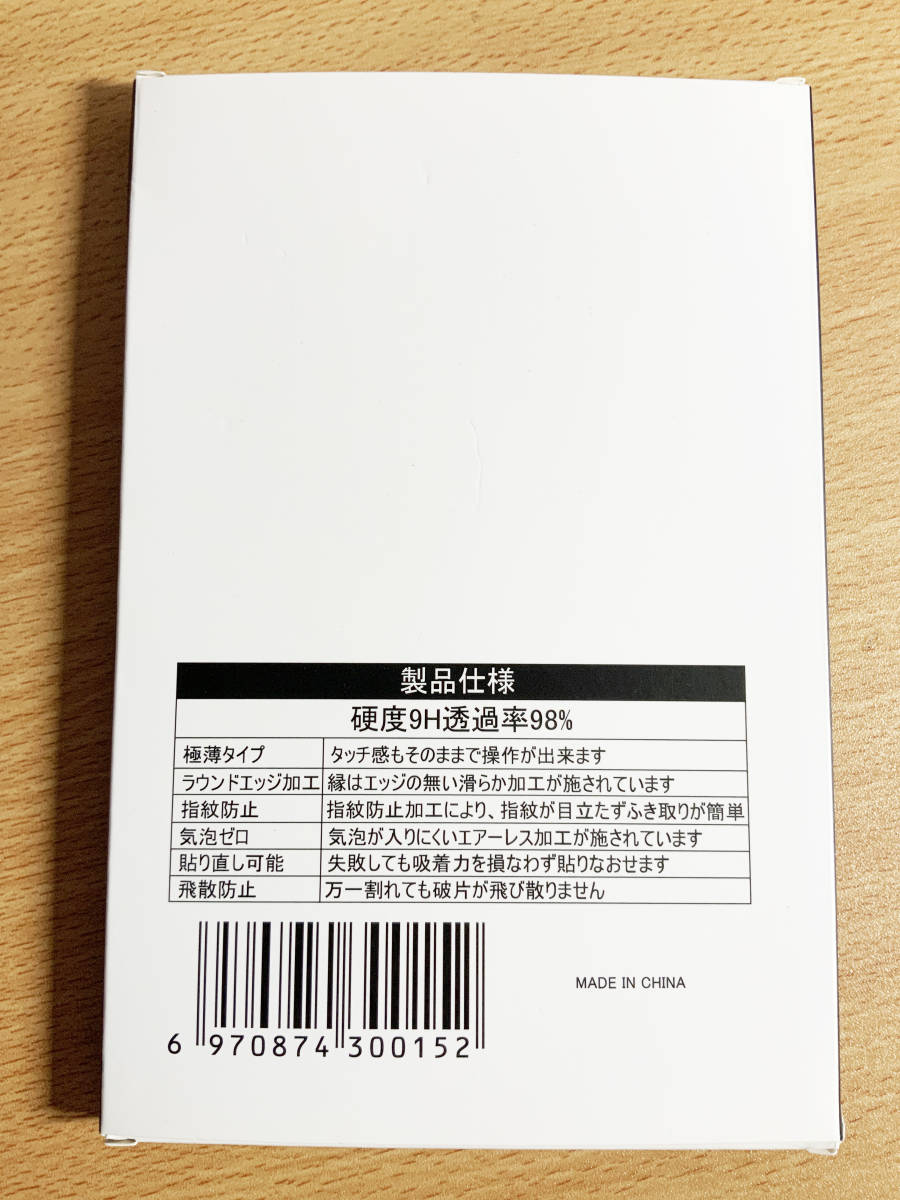 製品仕様
硬度9H透過率98%
極薄タイプ タッチ感もそのままで操作が出来ます
ラウンドエッジ加工 縁はエッジの無い滑らか加工が施されています
指紋防止 指紋防止加工により、指紋が目立たずふき取りが簡単
気泡ゼロ 気泡が入りにくいエアーレス加工が施されています
貼り直し可能 失敗しても吸着力を損なわず貼りなおせます
飛散防止 万一割れても破片が飛び散りません
MADE IN CHINA
6 970874 300152